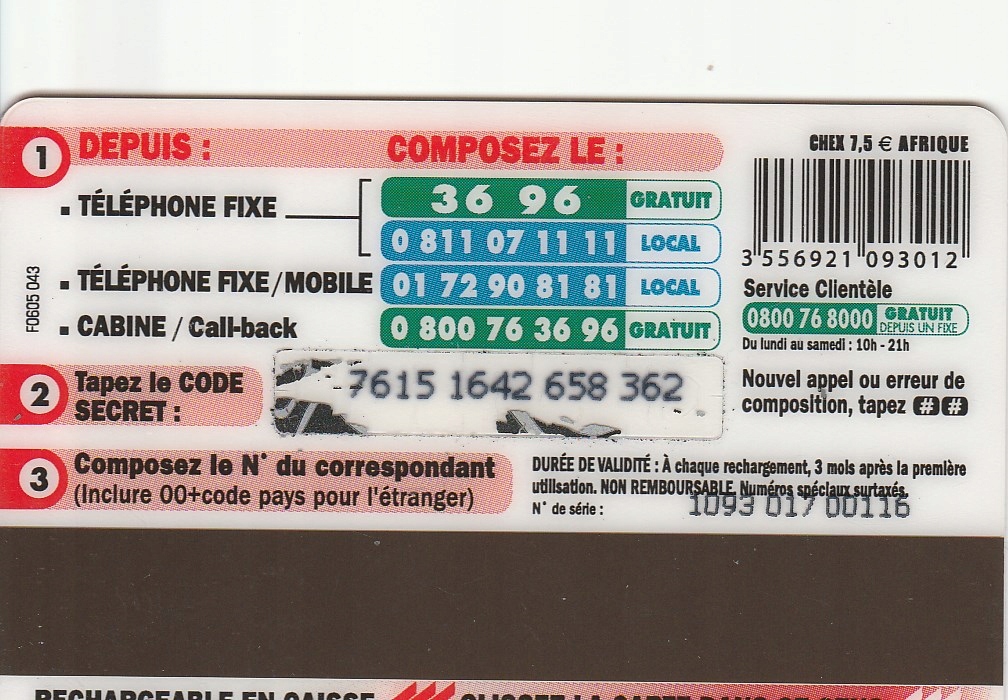 1 DEPUIS : COMPOSEZ LE :
▪ TÉLÉPHONE FIXE
36 96 GRATUIT
0 811 07 11 11 LOCAL
▪ TÉLÉPHONE FIXE/MOBILE 01 72 90 81 81 LOCAL
▪ CABINE / Call-back 0 800 76 36 96 GRATUIT
F0605 043
CHEX 7,5 € AFRIQUE
3 556921 093012
Service Clientèle
0800 76 8000 GRATUIT
DEPUIS UN FIXE
Du lundi au samedi : 10h - 21h
2 Tapez le CODE
SECRET :
7615 1642 658 362
Nouvel appel ou erreur de
composition, tapez # #
3 Composez le N° du correspondant
(Inclure 00+code pays pour l'étranger)
DURÉE DE VALIDITÉ : À chaque rechargement, 3 mois après la première
utilisation. NON REMBOURSABLE. Numéros spéciaux surtaxés.
N° de série : 1093 017 00116
RECHARGEABLE EN CAISSE